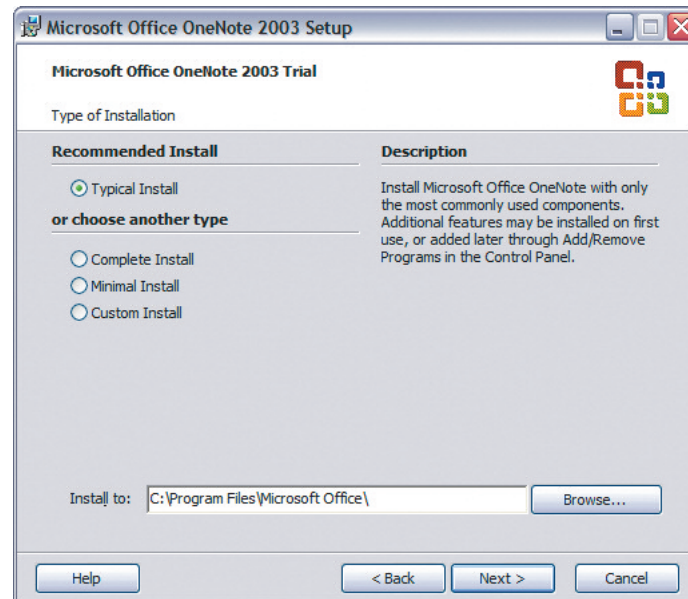 Microsoft Office OneNote 2003 Setup
Microsoft Office OneNote 2003 Trial
Type of Installation
Recommended Install
Typical Install
or choose another type
Complete Install
Minimal Install
Custom Install
Description
Install Microsoft Office OneNote with only
the most commonly used components.
Additional features may be installed on first
use, or added later through Add/Remove
Programs in the Control Panel.
Install to: C:\Program Files\Microsoft Office\ Browse...
Help < Back Next > Cancel